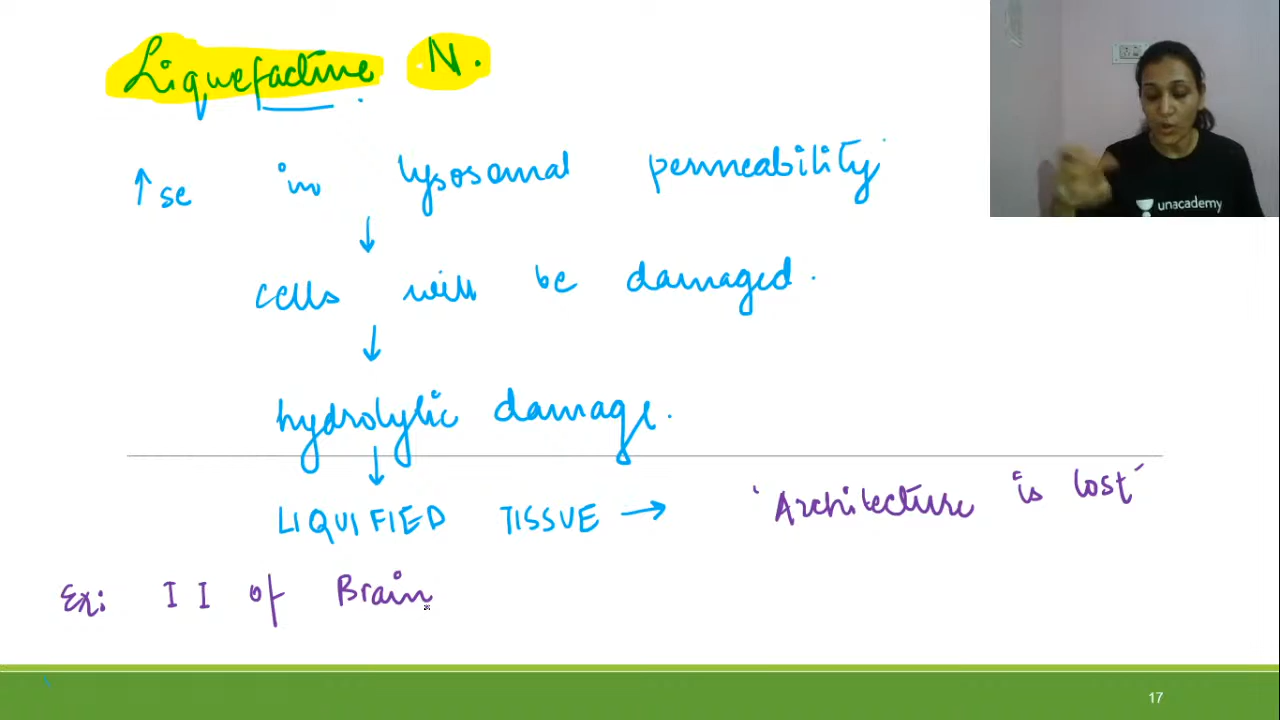 Liquefactive N.
unacademy
↑se in lysosomal permeability
↓
cells will be damaged.
↓
hydrolytic damage.
↓
LIQUIFIED TISSUE → 'Architecture is lost'
Ex: I I of Brain
17